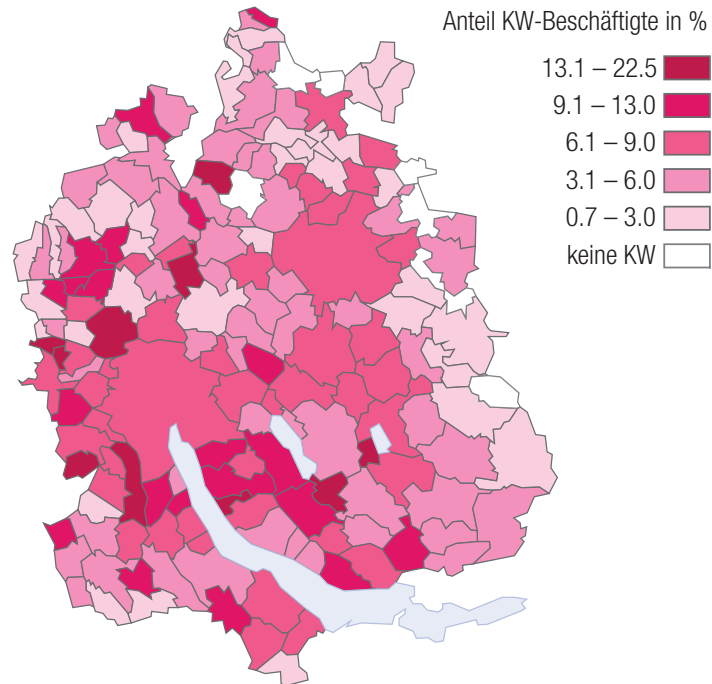 Anteil KW-Beschäftigte in %
13.1 – 22.5
9.1 – 13.0
6.1 – 9.0
3.1 – 6.0
0.7 – 3.0
keine KW